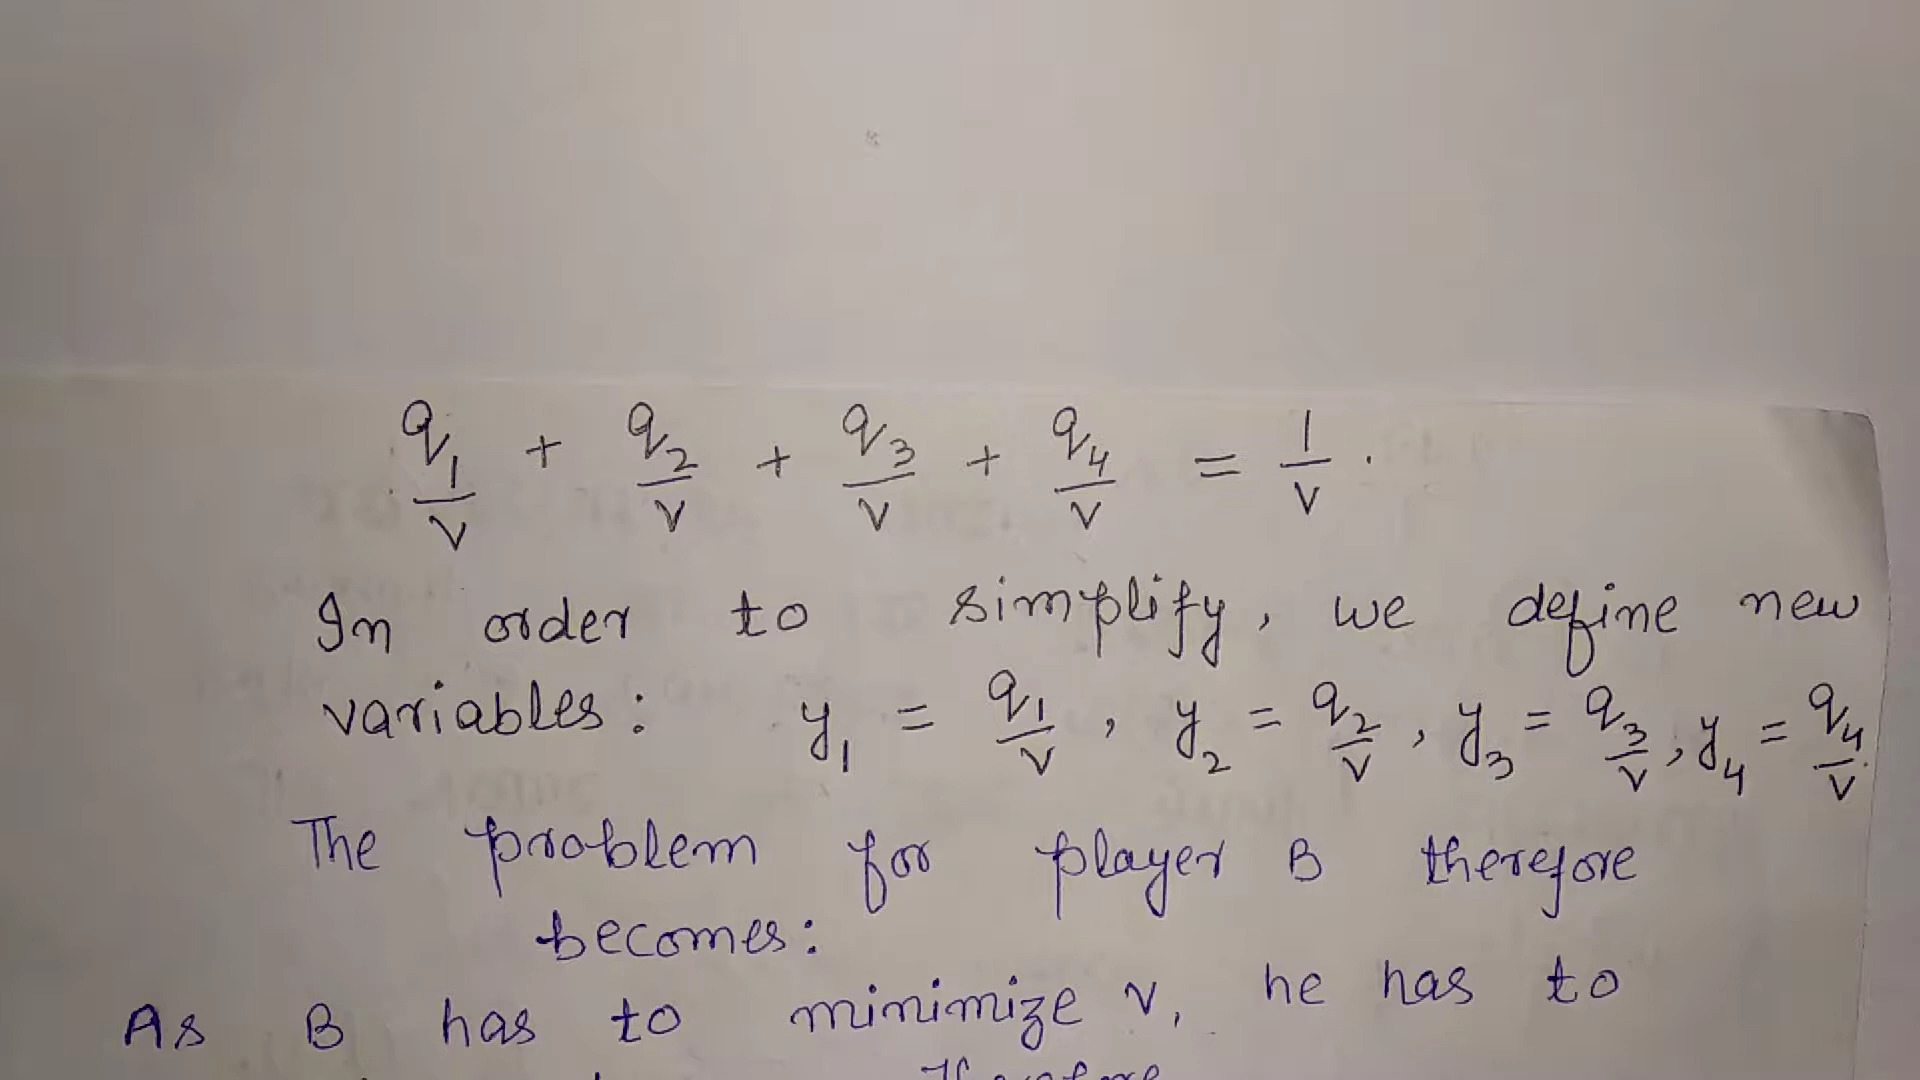 q₁/v + q₂/v + q₃/v + q₄/v = 1/v.
In order to simplify, we define new
variables: y₁ = q₁/v, y₂ = q₂/v, y₃ = q₃/v, y₄ = q₄/v.
The problem for player B therefore
becomes:
As B has to minimize v, he has to